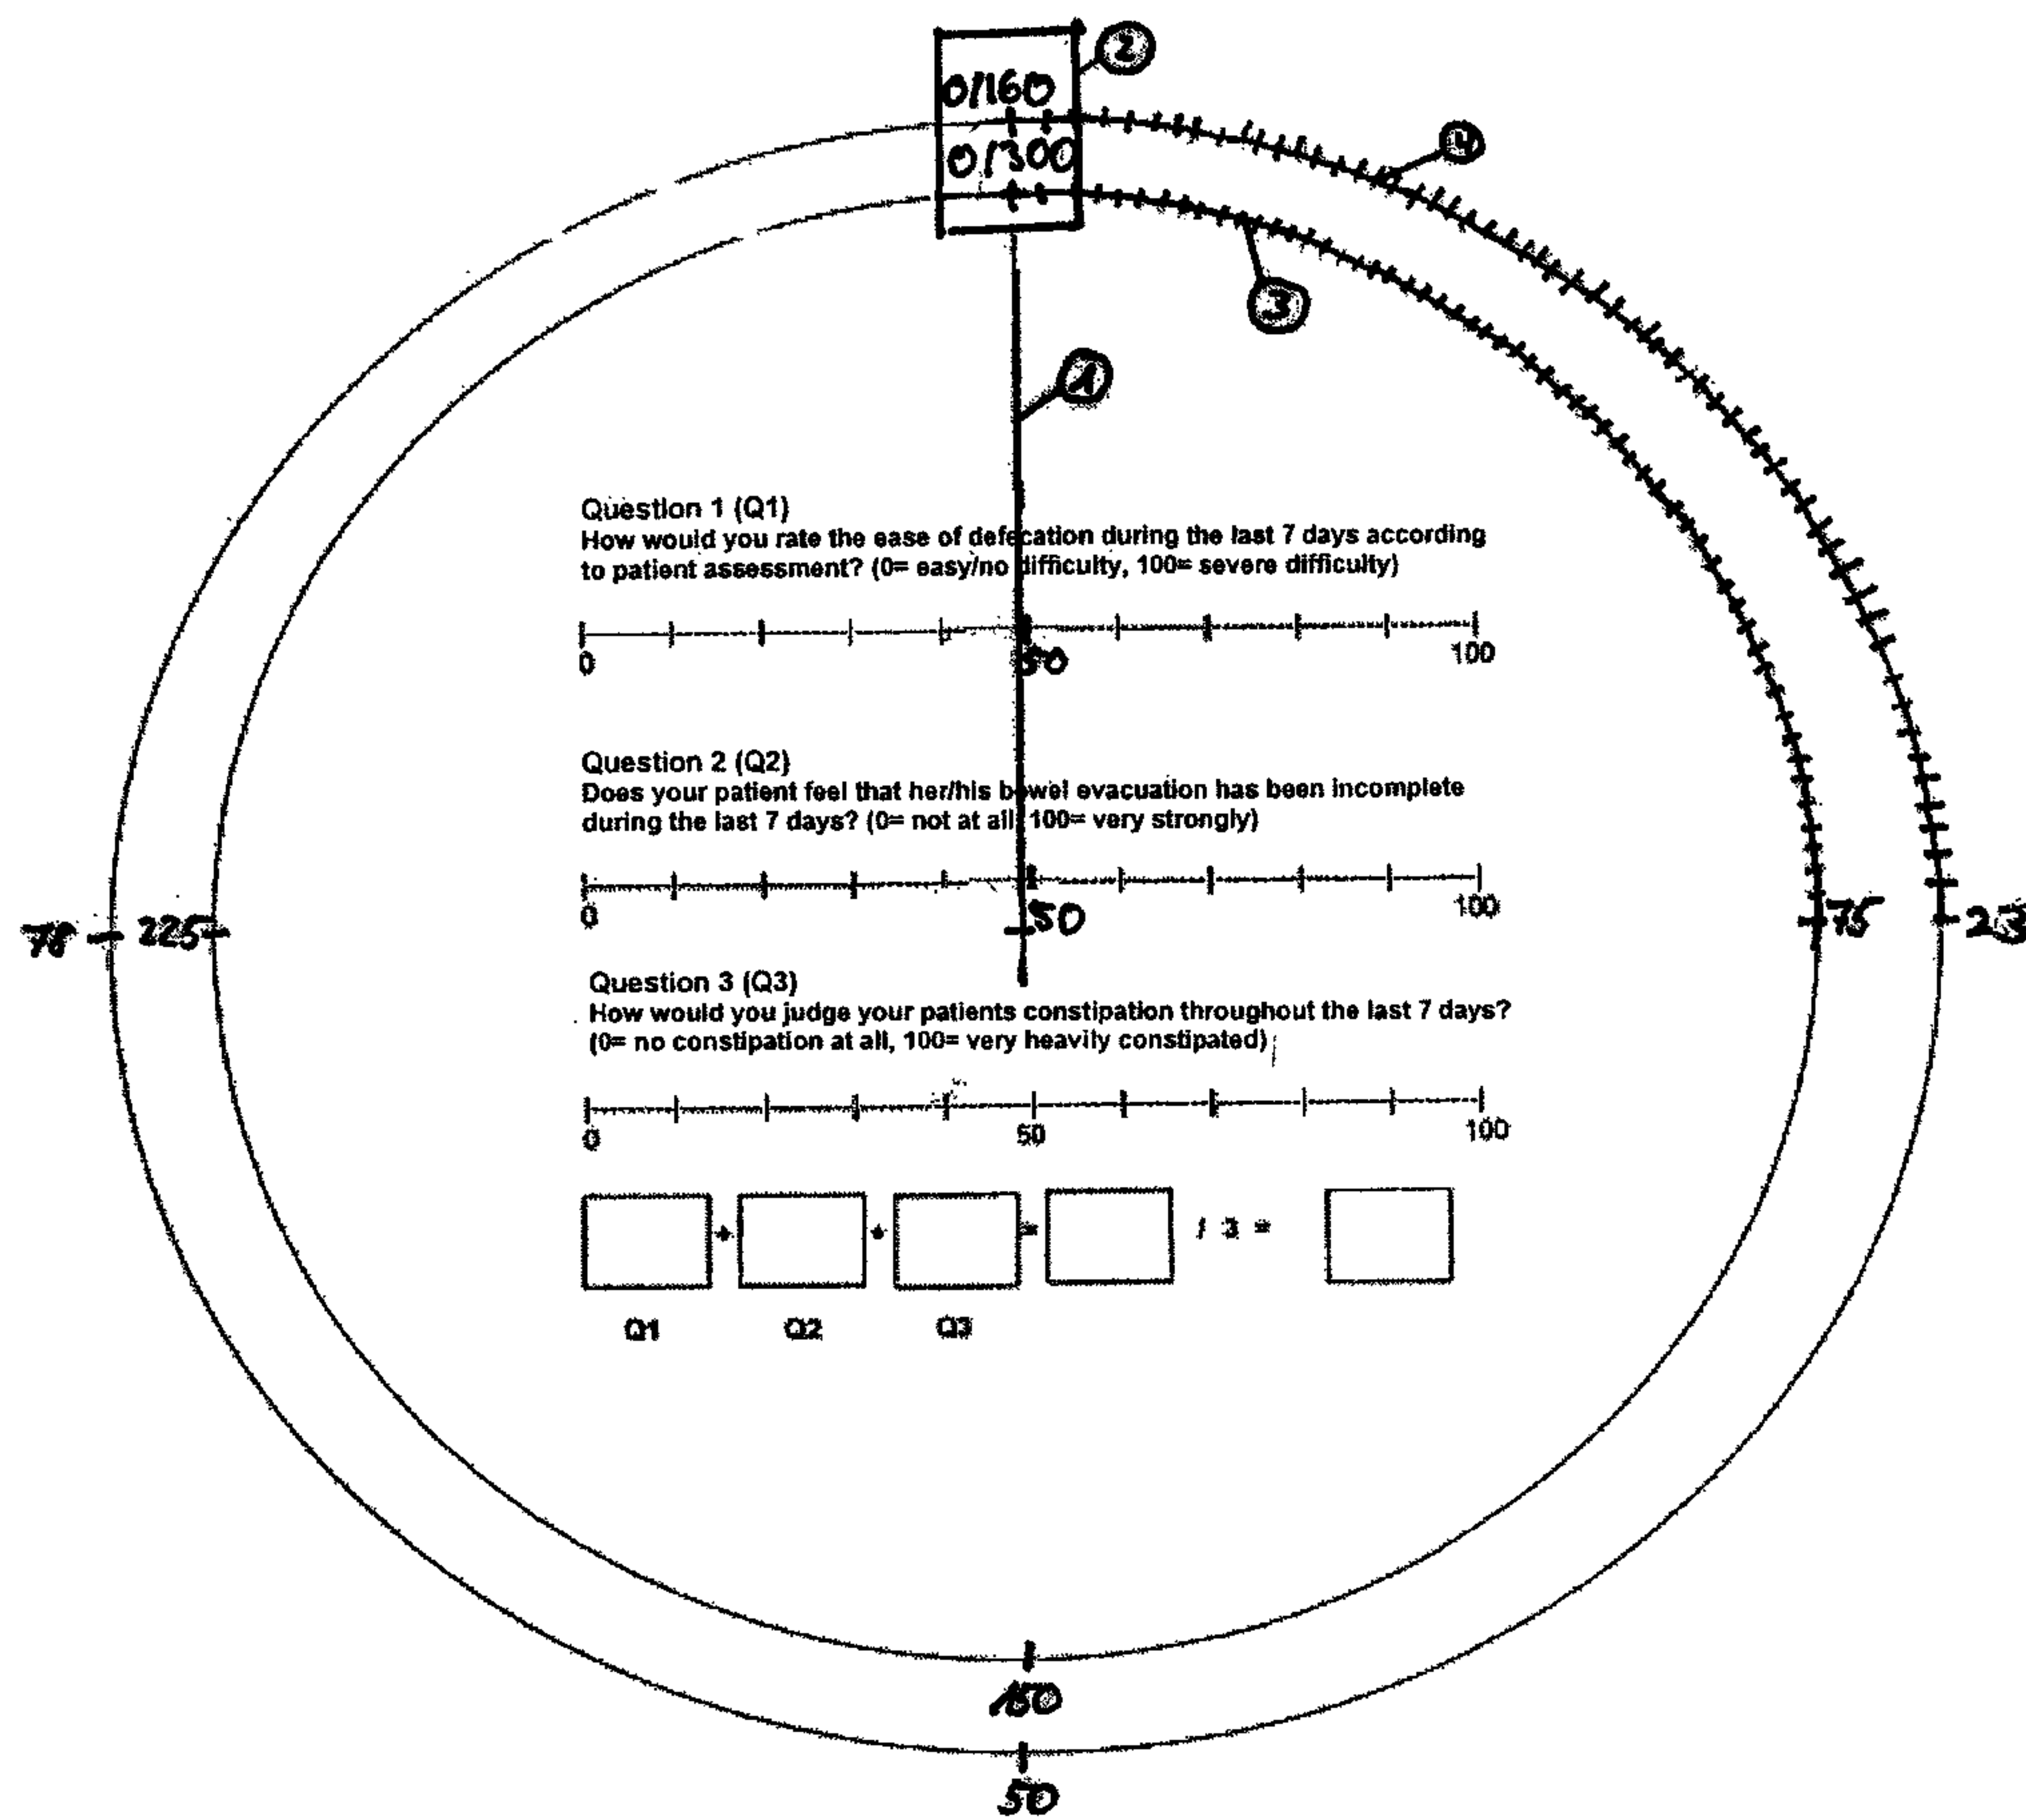 2
0/160
0/300
4
3
1
Question 1 (Q1)
How would you rate the ease of defecation during the last 7 days according
to patient assessment? (0= easy/no difficulty, 100= severe difficulty)
0 50 100
Question 2 (Q2)
Does your patient feel that her/his bowel evacuation has been incomplete
during the last 7 days? (0= not at all, 100= very strongly)
0 50 100
78 225 75 23
Question 3 (Q3)
How would you judge your patients constipation throughout the last 7 days?
(0= no constipation at all, 100= very heavily constipated)
0 50 100
+ + = / 3 =
Q1 Q2 Q3
150
50